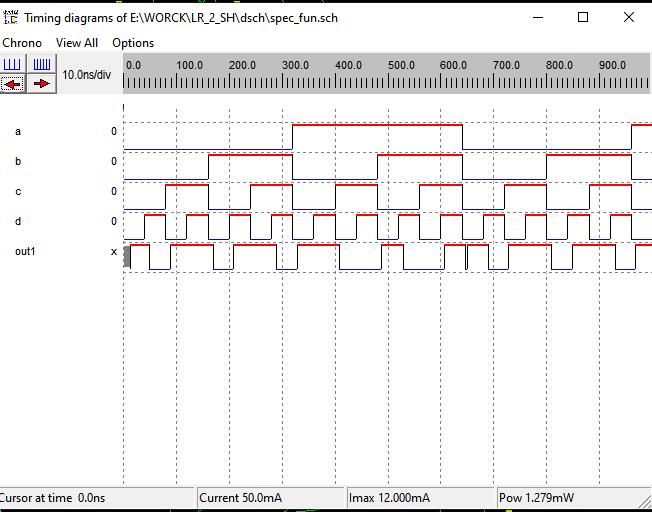 Timing diagrams of E:\WORCK\LR_2_SH\dsch\spec_fun.sch
Chrono View All Options
10.0ns/div
0.0 100.0 200.0 300.0 400.0 500.0 600.0 700.0 800.0 900.0
a 0
b 0
c 0
d 0
out1 x
Cursor at time 0.0ns Current 50.0mA Imax 12.000mA Pow 1.279mW